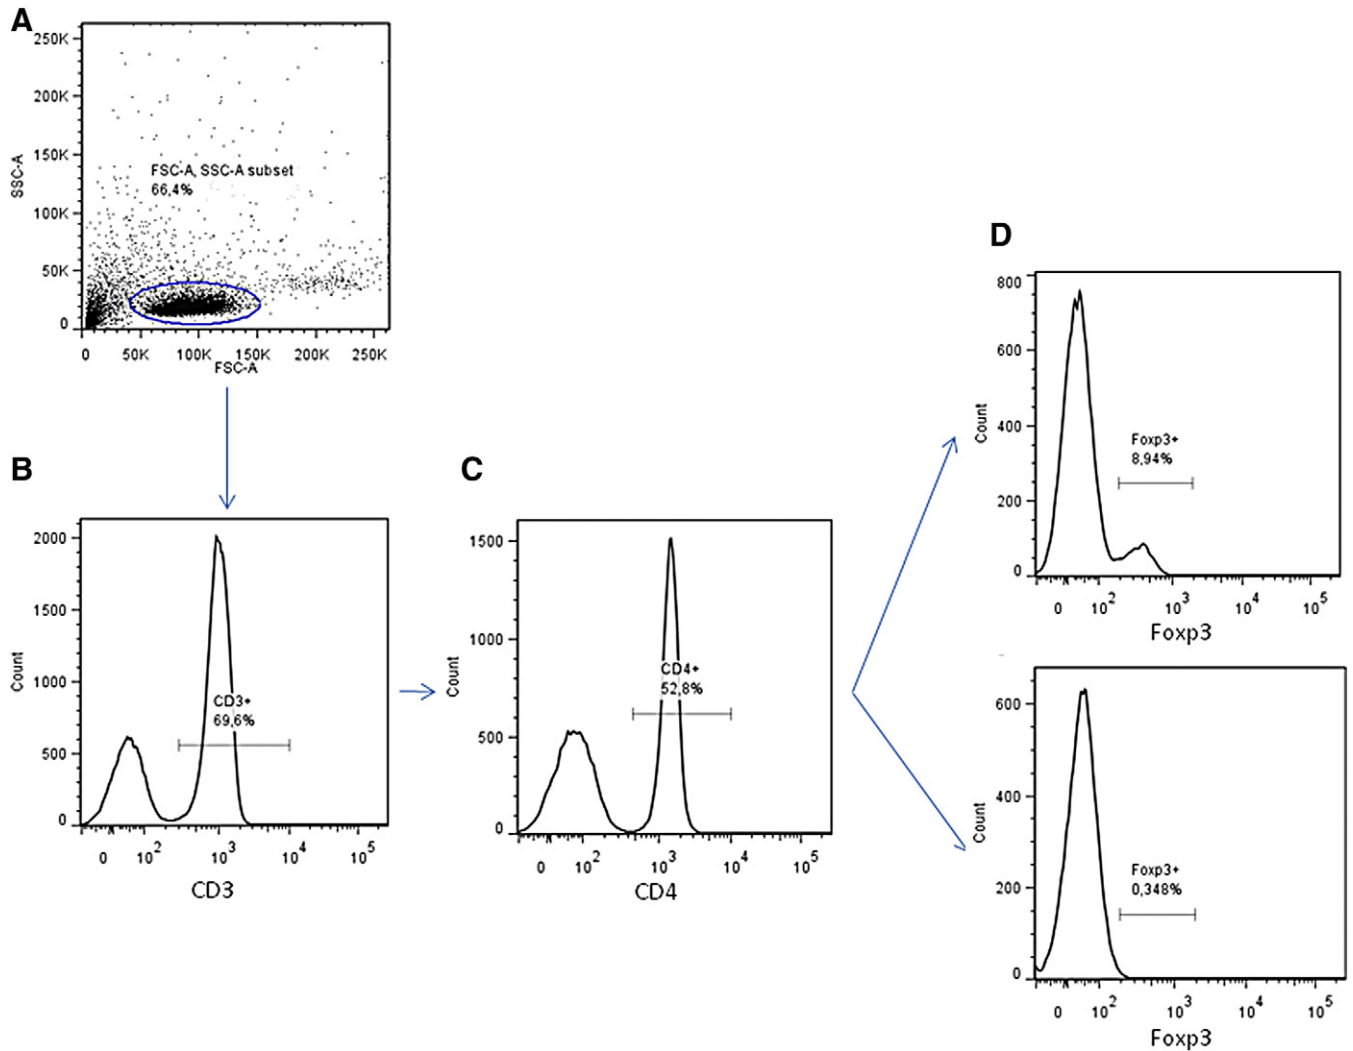 A
250K
200K
150K
100K
50K
0
SSC-A
FSC-A, SSC-A subset
66,4%
0 50K 100K 150K 200K 250K
FSC-A
B
2000
1500
1000
500
0
Count
CD3+
69,6%
0 10^2 10^3 10^4 10^5
CD3
C
1500
1000
500
0
Count
CD4+
52,8%
0 10^2 10^3 10^4 10^5
CD4
D
800
600
400
200
0
Count
Foxp3+
8,94%
0 10^2 10^3 10^4 10^5
Foxp3
600
400
200
0
Count
Foxp3+
0,348%
0 10^2 10^3 10^4 10^5
Foxp3